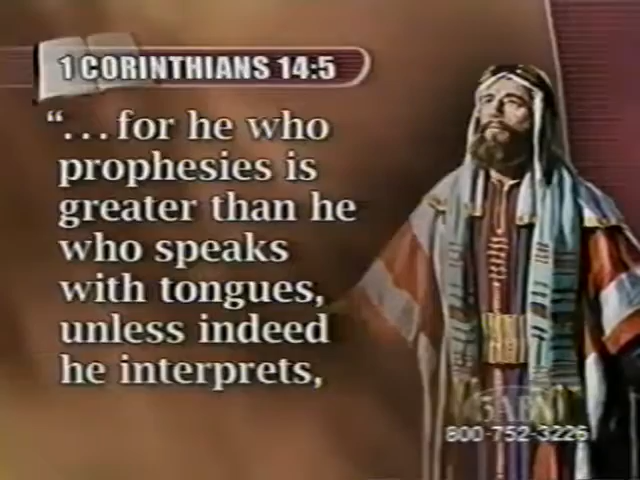 1 CORINTHIANS 14:5
“...for he who
prophesies is
greater than he
who speaks
with tongues,
unless indeed
he interprets,
3ABN
800-752-3226